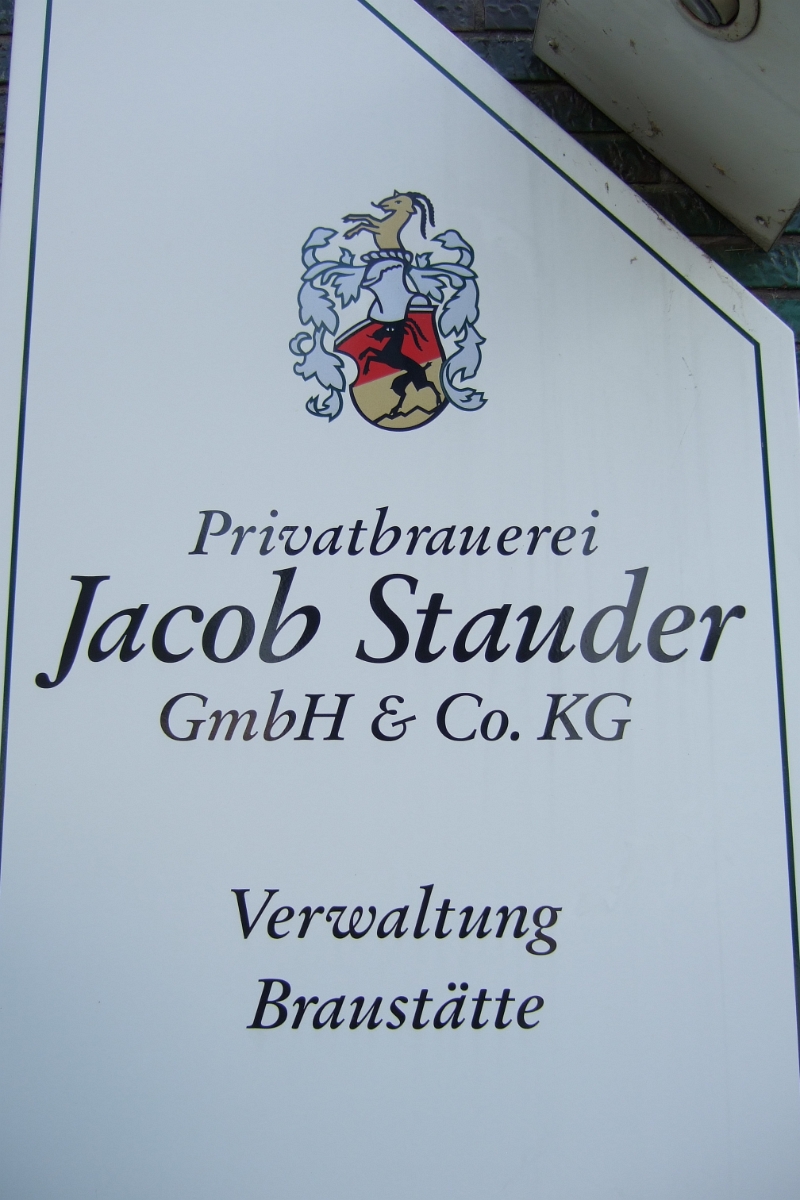 Privatbrauerei
Jacob Stauder
GmbH & Co. KG
Verwaltung
Braustätte